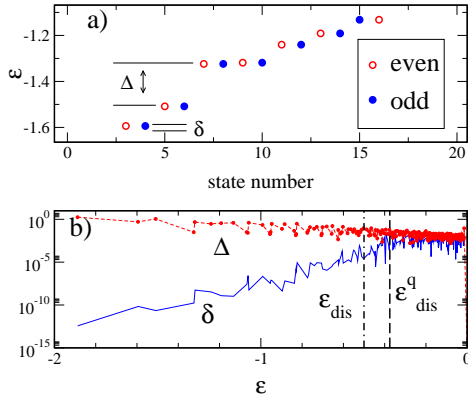 a)
-1.2
-1.4
-1.6
ε
Δ
δ
even
odd
0
5
10
15
20
state number
b)
10^0
10^-5
10^-10
10^-15
Δ
δ
ε_dis
ε^q_dis
-2
-1
0
ε